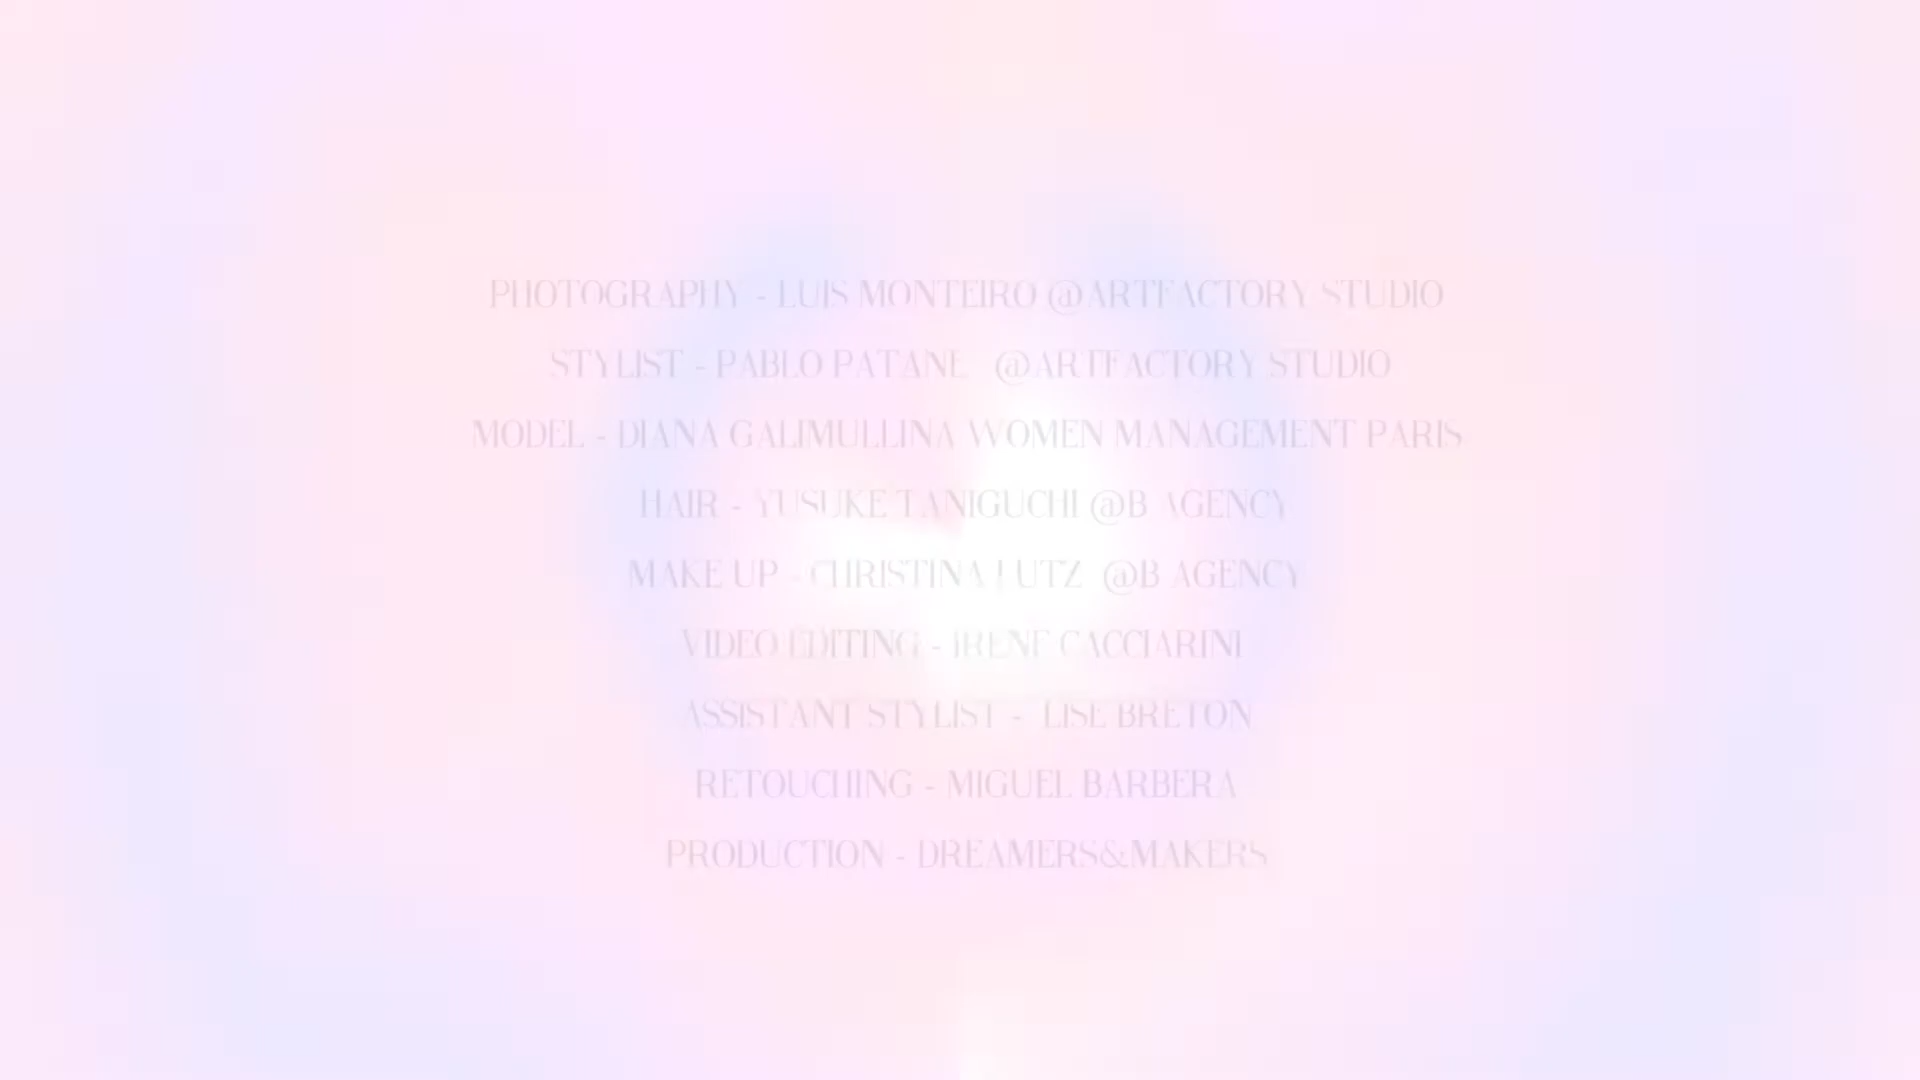 PHOTOGRAPHY - LUIS MONTEIRO @ARTFACTORY STUDIO
STYLIST - PABLO PATANE @ARTFACTORY STUDIO
MODEL - DIANA GALIMULLINA WOMEN MANAGEMENT PARIS
HAIR - YUSUKE TANIGUCHI @B AGENCY
MAKE UP - CHRISTINA LUTZ @B AGENCY
VIDEO EDITING - IRENE CACCIARINI
ASSISTANT STYLIST - LISE BRETON
RETOUCHING - MIGUEL BARBERA
PRODUCTION - DREAMERS&MAKERS